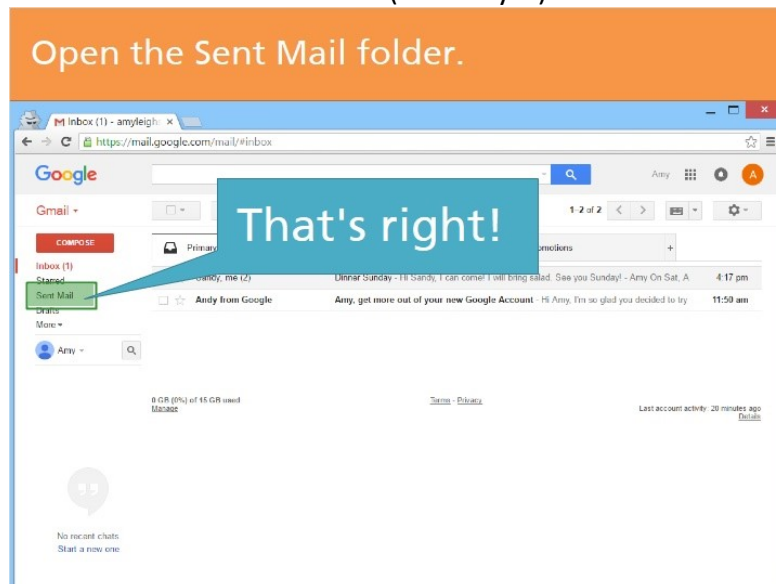 Open the Sent Mail folder.
Inbox (1) - amyleigh
https://mail.google.com/mail/#inbox
Google
Amy
A
Gmail
1-2 of 2
That's right!
COMPOSE
Primary
+
Inbox (1)
Starred
Sandy, me (2) Dinner Sunday - Hi Sandy, I can come! I will bring salad. See you Sunday! - Amy On Sat, A 4:17 pm
Sent Mail
Andy from Google Amy, get more out of your new Google Account - Hi Amy, I'm so glad you decided to try 11:50 am
Drafts
More
Amy
0 GB (0%) of 15 GB used
Manage
Terms - Privacy
Last account activity: 20 minutes ago
Details
No recent chats
Start a new one